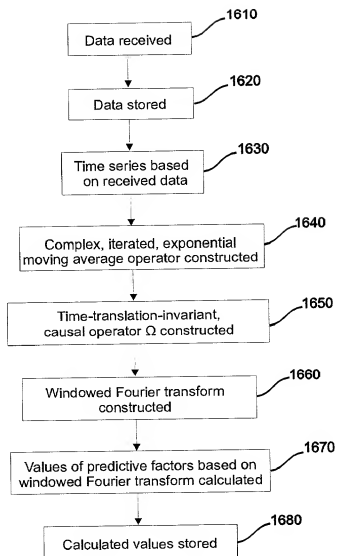 1610
Data received
1620
Data stored
1630
Time series based
on received data
1640
Complex, iterated, exponential
moving average operator constructed
1650
Time-translation-invariant,
causal operator Ω constructed
1660
Windowed Fourier transform
constructed
1670
Values of predictive factors based on
windowed Fourier transform calculated
1680
Calculated values stored